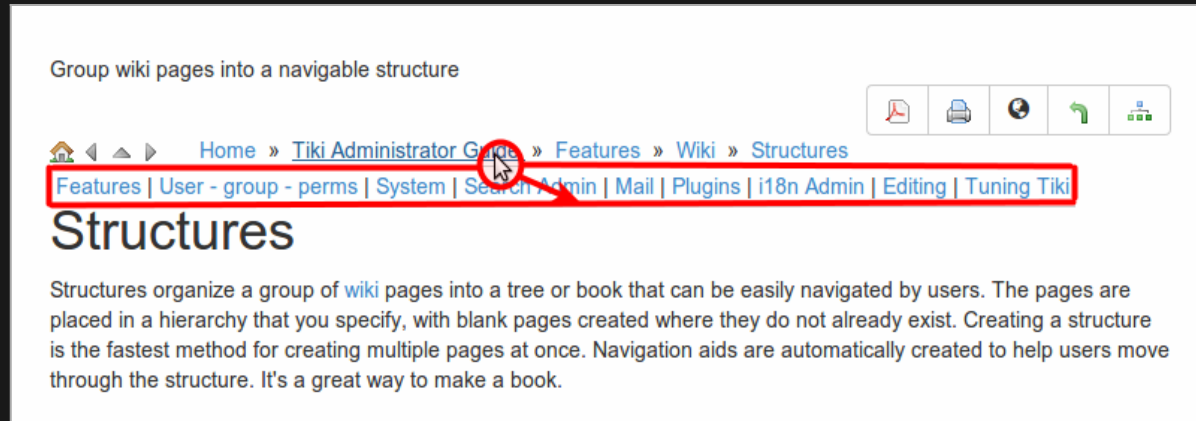 Group wiki pages into a navigable structure
Home » Tiki Administrator Guide » Features » Wiki » Structures
Features | User - group - perms | System | Search Admin | Mail | Plugins | i18n Admin | Editing | Tuning Tiki
Structures
Structures organize a group of wiki pages into a tree or book that can be easily navigated by users. The pages are
placed in a hierarchy that you specify, with blank pages created where they do not already exist. Creating a structure
is the fastest method for creating multiple pages at once. Navigation aids are automatically created to help users move
through the structure. It's a great way to make a book.